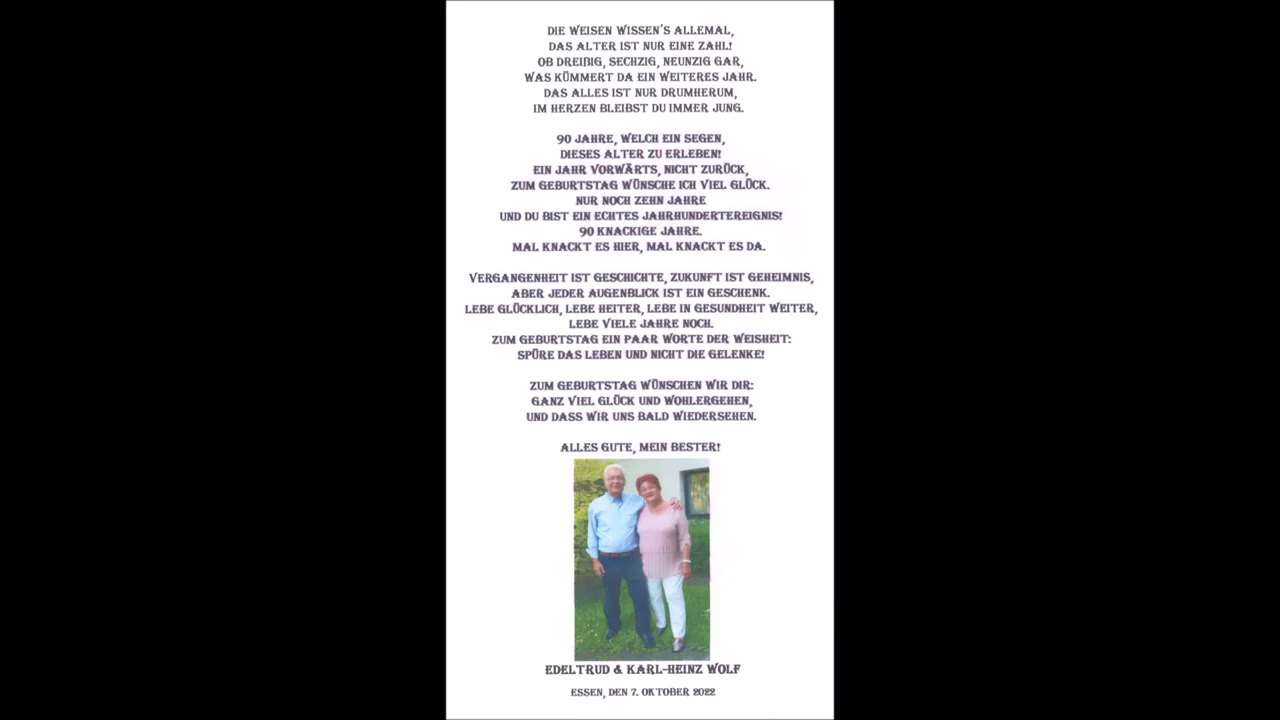 DIE WEISEN WISSEN´S ALLEMAL,
DAS ALTER IST NUR EINE ZAHL!
OB DREIßIG, SECHZIG, NEUNZIG GAR,
WAS KÜMMERT DA EIN WEITERES JAHR.
DAS ALLES IST NUR DRUMHERUM,
IM HERZEN BLEIBST DU IMMER JUNG.
90 JAHRE, WELCH EIN SEGEN,
DIESES ALTER ZU ERLEBEN!
EIN JAHR VORWÄRTS, NICHT ZURÜCK,
ZUM GEBURTSTAG WÜNSCHE ICH VIEL GLÜCK.
NUR NOCH ZEHN JAHRE
UND DU BIST EIN ECHTES JAHRHUNDERTEREIGNIS!
90 KNACKIGE JAHRE.
MAL KNACKT ES HIER, MAL KNACKT ES DA.
VERGANGENHEIT IST GESCHICHTE, ZUKUNFT IST GEHEIMNIS,
ABER JEDER AUGENBLICK IST EIN GESCHENK.
LEBE GLÜCKLICH, LEBE HEITER, LEBE IN GESUNDHEIT WEITER,
LEBE VIELE JAHRE NOCH.
ZUM GEBURTSTAG EIN PAAR WORTE DER WEISHEIT:
SPÜRE DAS LEBEN UND NICHT DIE GELENKE!
ZUM GEBURTSTAG WÜNSCHEN WIR DIR:
GANZ VIEL GLÜCK UND WOHLERGEHEN,
UND DASS WIR UNS BALD WIEDERSEHEN.
ALLES GUTE, MEIN BESTER!
EDELTRUD & KARL-HEINZ WOLF
ESSEN, DEN 7. OKTOBER 2022